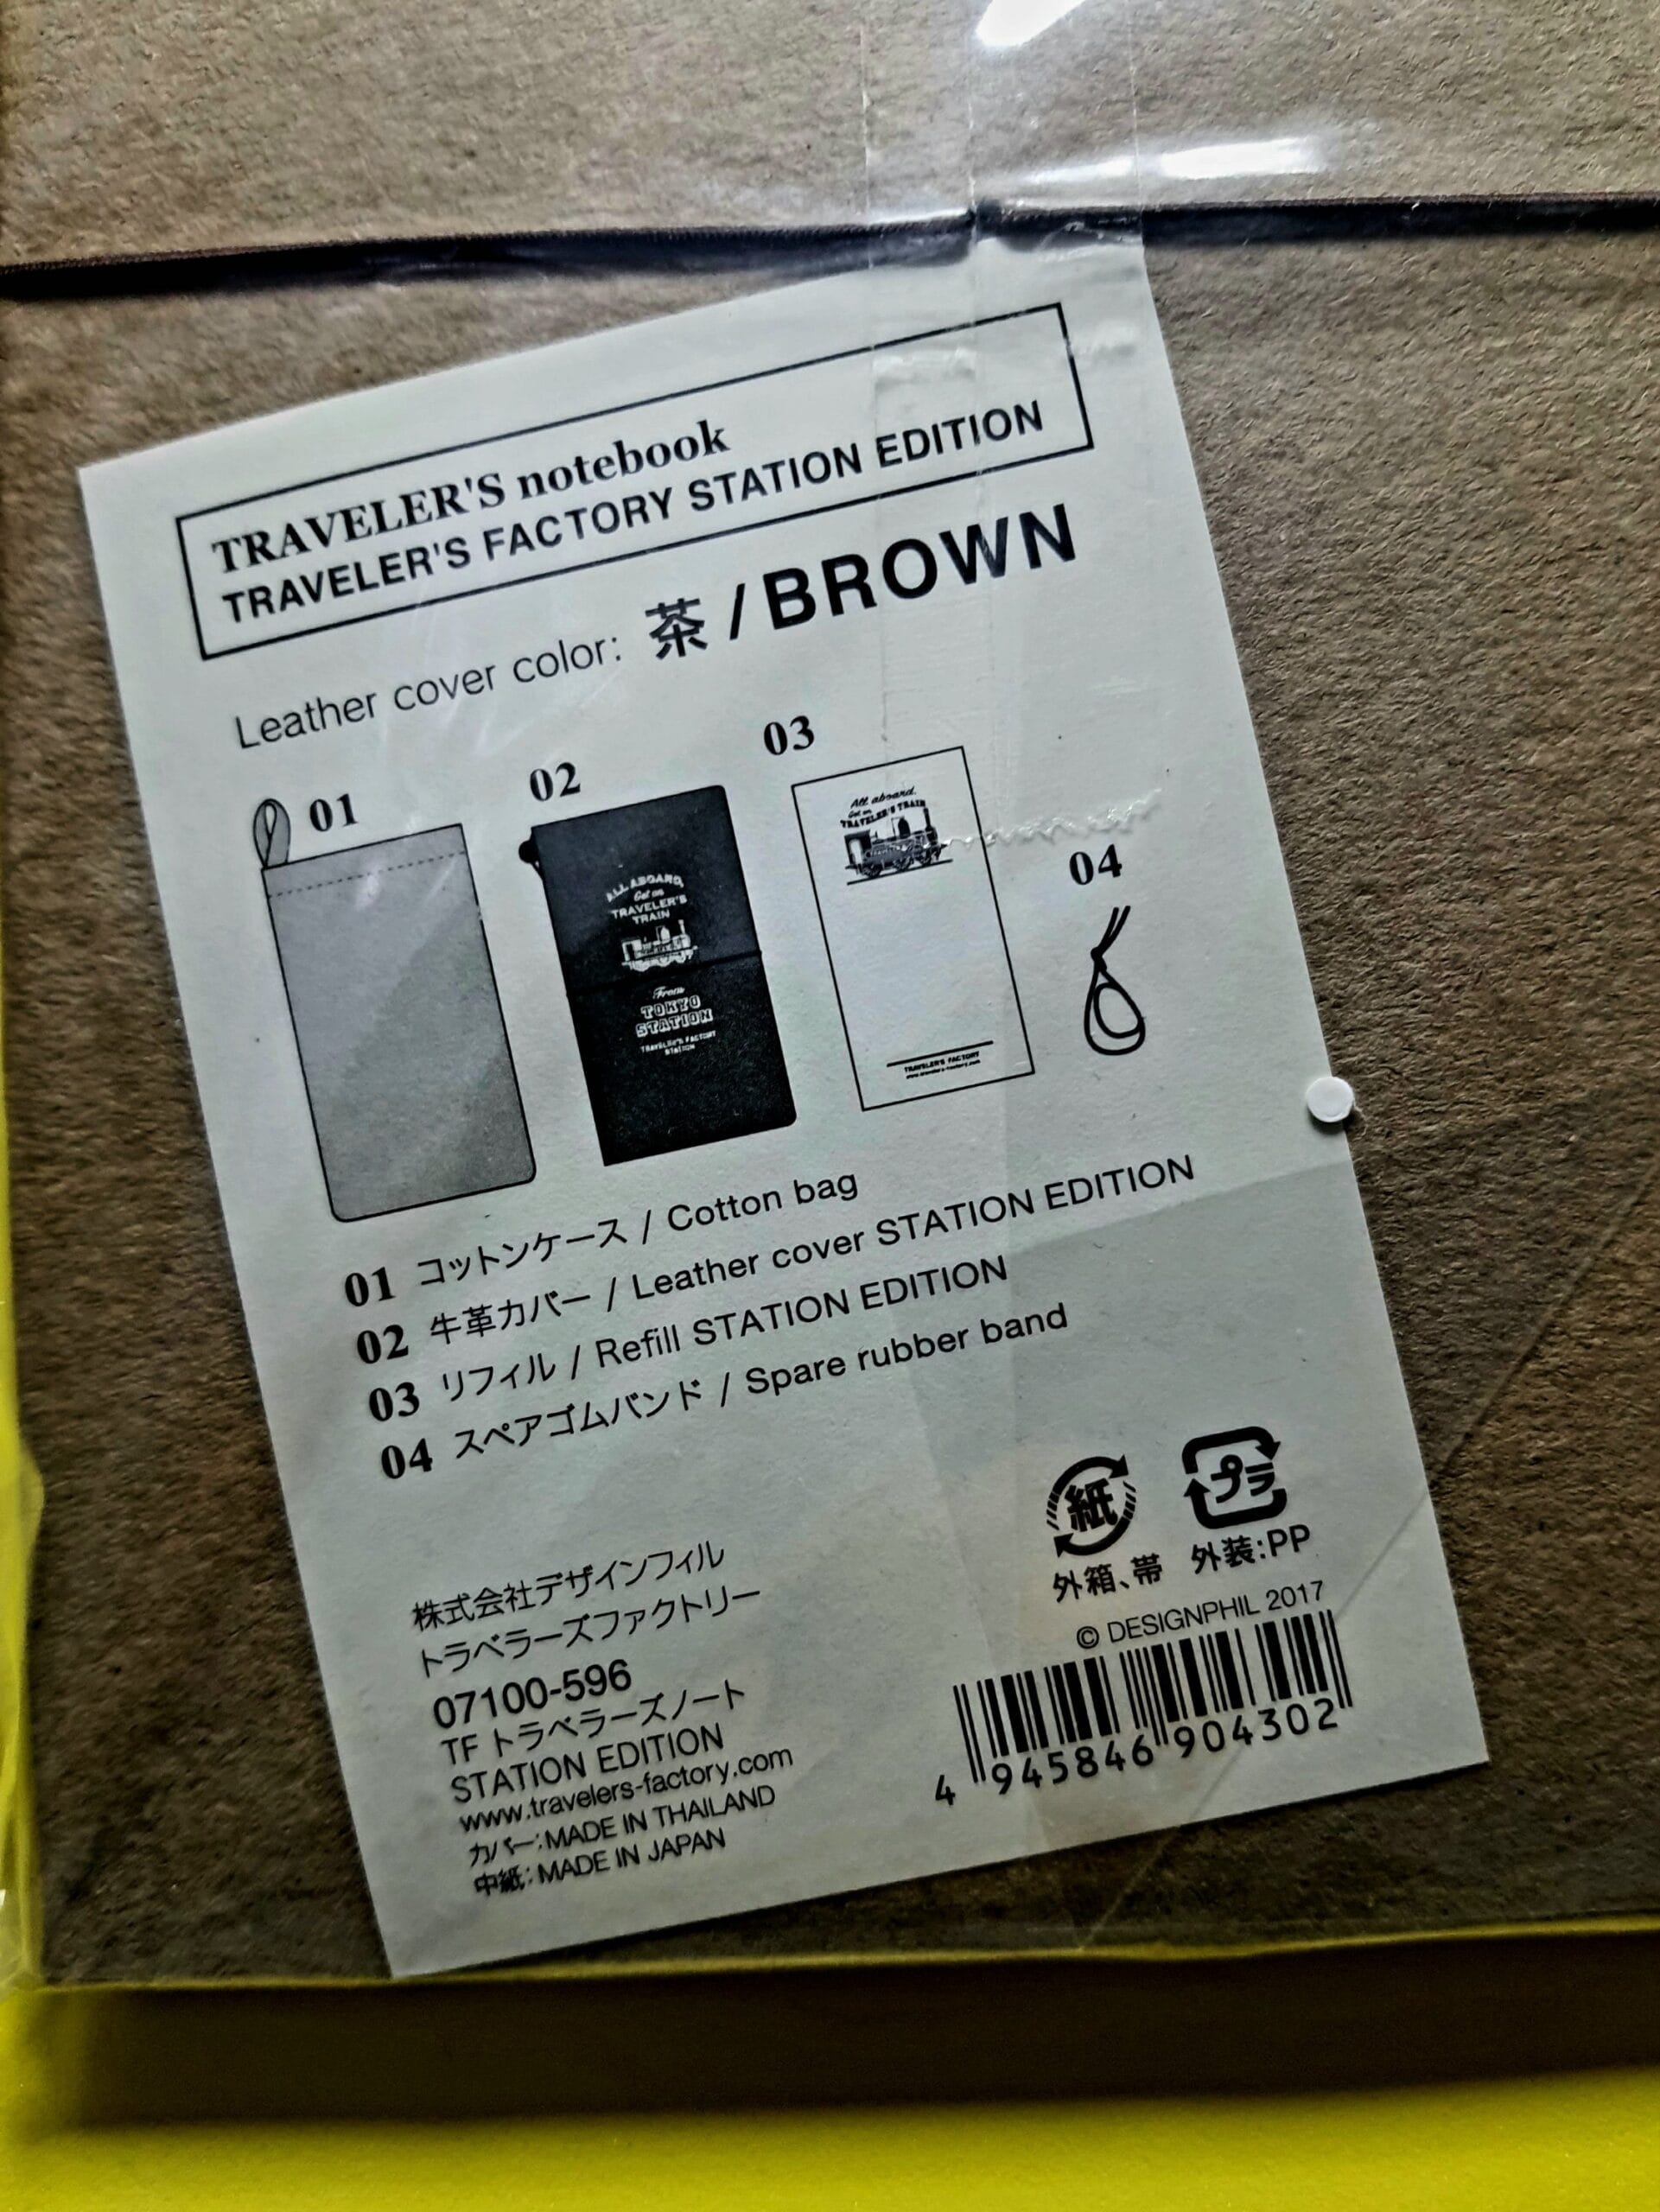 TRAVELER'S notebook
TRAVELER'S FACTORY STATION EDITION
Leather cover color: 茶 / BROWN
01
02
03
04
ALL ABOARD,
Get on
TRAVELER'S
TRAIN
From
TOKYO
STATION
TRAVELER'S FACTORY
STATION
All aboard.
Get on
TRAVELER'S TRAIN
TRAVELER'S FACTORY
www.travelers-factory.com
01 コットンケース / Cotton bag
02 牛革カバー / Leather cover STATION EDITION
03 リフィル / Refill STATION EDITION
04 スペアゴムバンド / Spare rubber band
紙
外箱、帯
プラ
外装:PP
株式会社デザインフィル
トラベラーズファクトリー
07100-596
TF トラベラーズノート
STATION EDITION
www.travelers-factory.com
カバー:MADE IN THAILAND
中紙:MADE IN JAPAN
© DESIGNPHIL 2017
4 945846 904302